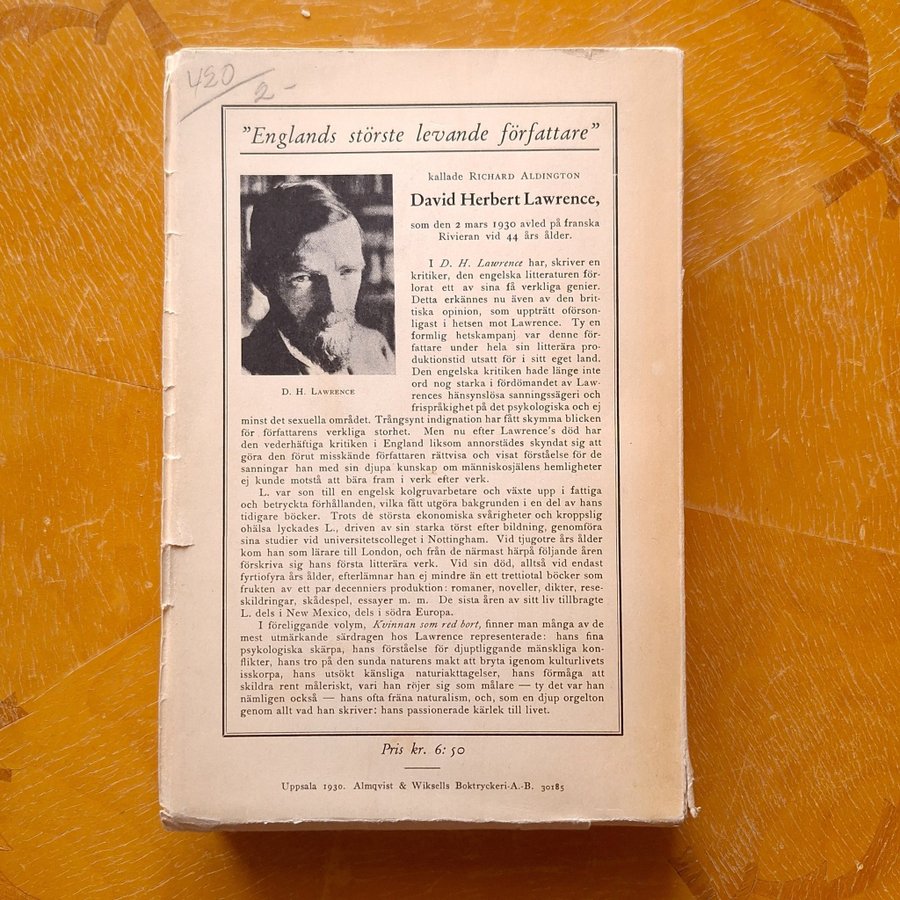 420
2-
"Englands störste levande författare"
kallade RICHARD ALDINGTON
David Herbert Lawrence,
som den 2 mars 1930 avled på franska
Rivieran vid 44 års ålder.
D. H. LAWRENCE
I D. H. Lawrence har, skriver en
kritiker, den engelska litteraturen för-
lorat ett av sina få verkliga genier.
Detta erkännes nu även av den brit-
tiska opinion, som uppträtt oförson-
ligast i hetsen mot Lawrence. Ty en
formlig hetskampanj var denne för-
fattare under hela sin litterära pro-
duktionstid utsatt för i sitt eget land.
Den engelska kritiken hade länge inte
ord nog starka i fördömandet av Law-
rences hänsynslösa sanningssägeri och
frispråkighet på det psykologiska och ej
minst det sexuella området. Trångsynt indignation har fått skymma blicken
för författarens verkliga storhet. Men nu efter Lawrence's död har
den vederhäftiga kritiken i England liksom annorstädes skyndat sig att
göra den förut misskände författaren rättvisa och visat förståelse för de
sanningar han med sin djupa kunskap om människosjälens hemligheter
ej kunde motstå att bära fram i verk efter verk.
L. var son till en engelsk kolgruvarbetare och växte upp i fattiga
och betryckta förhållanden, vilka fått utgöra bakgrunden i en del av hans
tidigare böcker. Trots de största ekonomiska svårigheter och kroppslig
ohälsa lyckades L., driven av sin starka törst efter bildning, genomföra
sina studier vid universitetscolleget i Nottingham. Vid tjugotre års ålder
kom han som lärare till London, och från de närmast härpå följande åren
förskriva sig hans första litterära verk. Vid sin död, alltså vid endast
fyrtiofyra års ålder, efterlämnar han ej mindre än ett trettiotal böcker som
frukten av ett par decenniers produktion: romaner, noveller, dikter, rese-
skildringar, skådespel, essayer m. m. De sista åren av sitt liv tillbragte
L. dels i New Mexico, dels i södra Europa.
I föreliggande volym, Kvinnan som red bort, finner man många av de
mest utmärkande särdragen hos Lawrence representerade: hans fina
psykologiska skärpa, hans förståelse för djuptliggande mänskliga kon-
flikter, hans tro på den sunda naturens makt att bryta igenom kulturlivets
isskorpa, hans utsökt känsliga naturiakttagelser, hans förmåga att
skildra rent måleriskt, vari han röjer sig som målare — ty det var han
nämligen också — hans ofta fräna naturalism, och, som en djup orgelton
genom allt vad han skriver: hans passionerade kärlek till livet.
Pris kr. 6: 50
Uppsala 1930. Almqvist & Wiksells Boktryckeri-A.-B. 30185